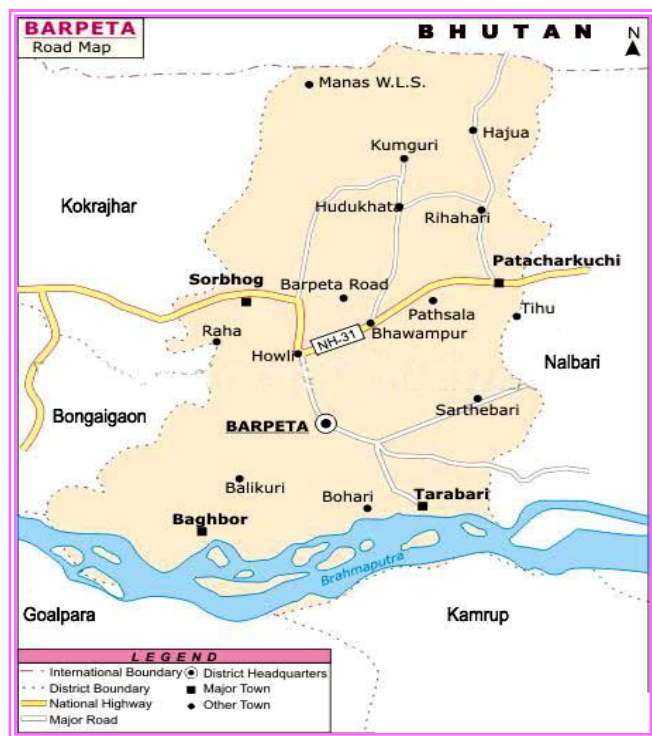 BARPETA
Road Map
BHUTAN
N
Manas W.L.S.
Hajua
Kumguri
Kokrajhar
Hudukhata
Rihahari
Patacharkuchi
Sorbhog
Barpeta Road
Pathsala
Tihu
Raha
Bhawampur
NH-31
Howli
Nalbari
Bongaigaon
Sarthebari
BARPETA
Balikuri
Bohari
Tarabari
Baghbor
Brahmaputra
Goalpara
Kamrup
LEGEND
International Boundary
District Headquarters
District Boundary
Major Town
National Highway
Other Town
Major Road